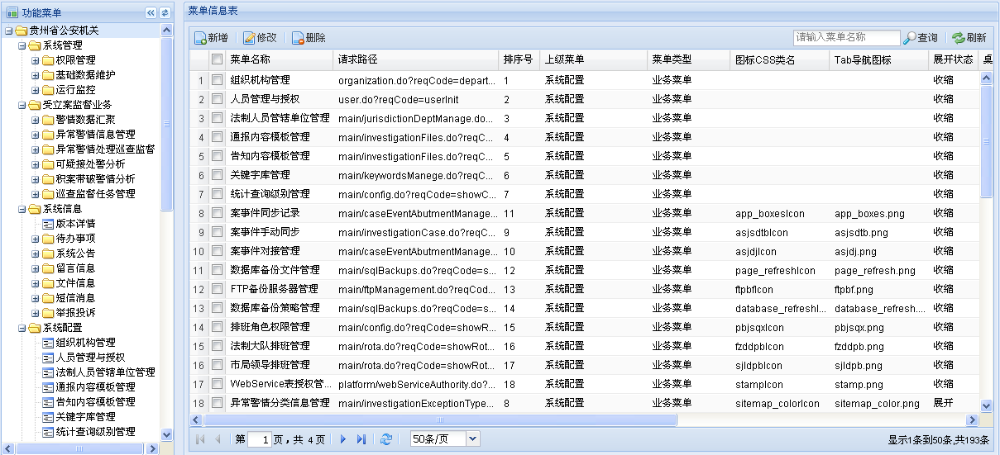 功能菜单
贵州省公安机关
系统管理
权限管理
基础数据维护
运行监控
受立案监督业务
警情数据汇聚
异常警情信息管理
异常警情处理巡查监督
可疑接处警分析
积案带破警情分析
巡查监督任务管理
系统信息
版本详情
待办事项
系统公告
留言信息
文件信息
短信消息
举报投诉
系统配置
组织机构管理
人员管理与授权
法制人员管辖单位管理
通报内容模板管理
告知内容模板管理
关键字库管理
统计查询级别管理
菜单信息表
新增 修改 删除 请输入菜单名称 查询 刷新
菜单名称 请求路径 排序号 上级菜单 菜单类型 图标CSS类名 Tab导航图标 展开状态 桌
1 组织机构管理 organization.do?reqCode=depart... 1 系统配置 业务菜单 收缩
2 人员管理与授权 user.do?reqCode=userInit 2 系统配置 业务菜单 收缩
3 法制人员管辖单位管理 main/jurisdictionDeptManage.do... 3 系统配置 业务菜单 收缩
4 通报内容模板管理 main/investigationFiles.do?reqC... 4 系统配置 业务菜单 收缩
5 告知内容模板管理 main/investigationFiles.do?reqC... 5 系统配置 业务菜单 收缩
6 关键字库管理 main/keywordsManege.do?reqC... 6 系统配置 业务菜单 收缩
7 统计查询级别管理 main/config.do?reqCode=showC... 7 系统配置 业务菜单 收缩
8 案事件同步记录 main/caseEventAbutmentManage... 11 系统配置 业务菜单 app_boxesIcon app_boxes.png 收缩
9 案事件手动同步 main/investigationCase.do?reqC... 9 系统配置 业务菜单 asjsdtbIcon asjsdtb.png 收缩
10 案事件对接管理 main/caseEventAbutmentManage... 10 系统配置 业务菜单 asjdjIcon asjdj.png 收缩
11 数据库备份文件管理 main/sqlBackups.do?reqCode=s... 12 系统配置 业务菜单 page_refreshIcon page_refresh.png 收缩
12 FTP备份服务器管理 main/ftpManagement.do?reqCod... 13 系统配置 业务菜单 ftpbfIcon ftpbf.png 收缩
13 数据库备份策略管理 main/sqlBackups.do?reqCode=s... 14 系统配置 业务菜单 database_refreshI... database_refresh.... 收缩
14 排班角色权限管理 main/config.do?reqCode=showR... 15 系统配置 业务菜单 pbjsqxIcon pbjsqx.png 收缩
15 法制大队排班管理 main/rota.do?reqCode=showRot... 16 系统配置 业务菜单 fzddpbIcon fzddpb.png 收缩
16 市局领导排班管理 main/rota.do?reqCode=showRot... 17 系统配置 业务菜单 sjldpbIcon sjldpb.png 收缩
17 WebService表授权管... platform/webServiceAuthority.do?... 18 系统配置 业务菜单 stampIcon stamp.png 收缩
18 异常警情分类信息管理 main/investigationExceptionType... 8 系统配置 业务菜单 sitemap_colorIcon sitemap_color.png 展开
第 1 页，共 4 页 50条/页 显示1条到50条,共193条